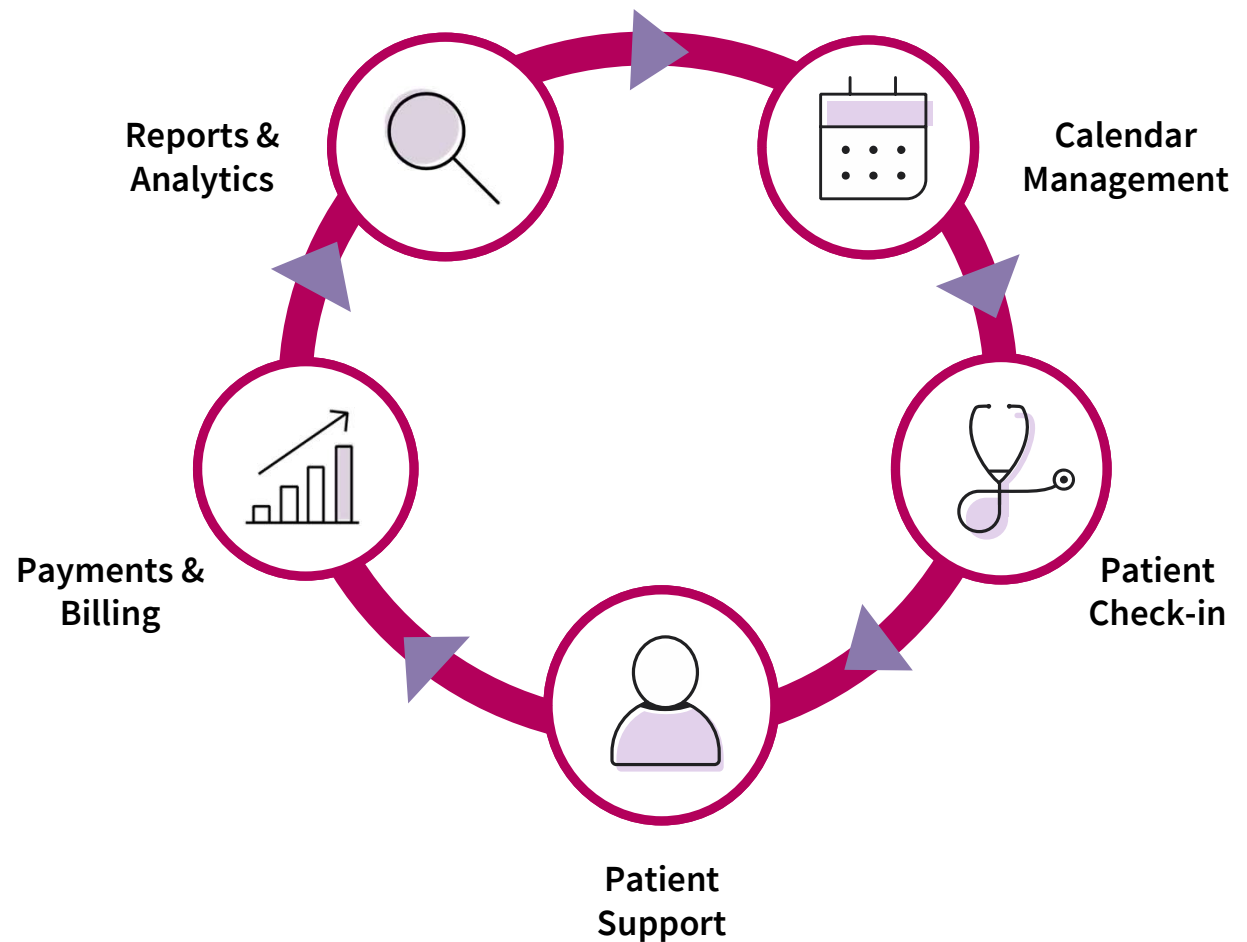 Reports &
Analytics
Calendar
Management
Payments &
Billing
Patient
Check-in
Patient
Support